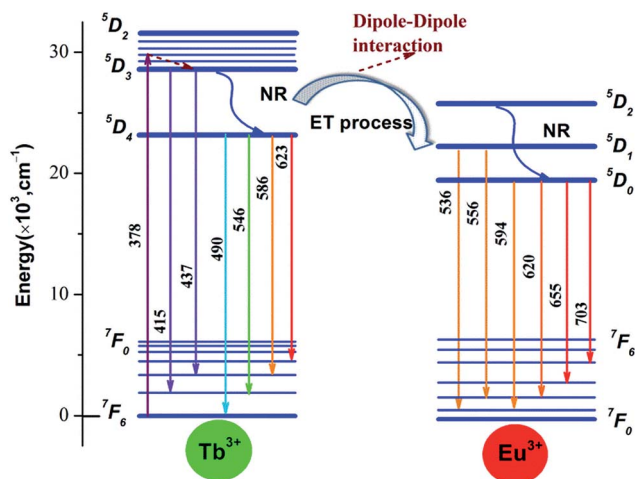 Energy(×10³,cm⁻¹)
30
20
10
0
⁵D₂
⁵D₃
⁵D₄
⁷F₀
⁷F₆
378
415
437
490
546
586
623
NR
Tb³⁺
Dipole-Dipole
interaction
ET process
536
556
594
620
655
703
NR
⁵D₂
⁵D₁
⁵D₀
⁷F₆
⁷F₀
Eu³⁺